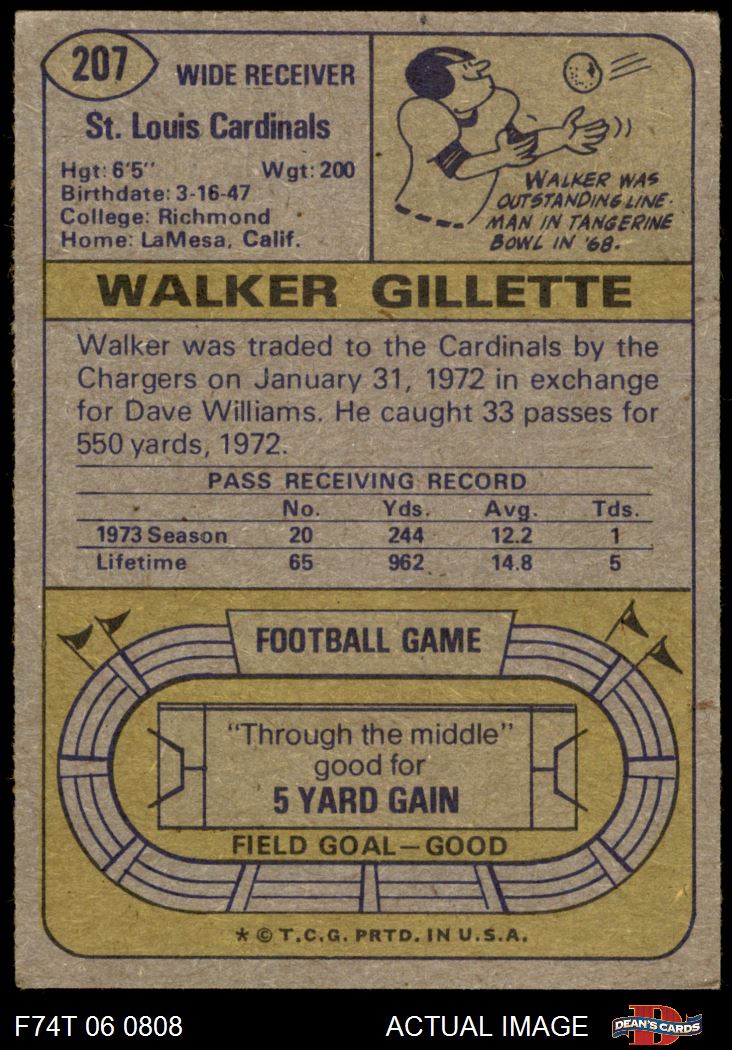 207
WIDE RECEIVER
St. Louis Cardinals
Hgt: 6'5" Wgt: 200
Birthdate: 3-16-47
College: Richmond
Home: LaMesa, Calif.
WALKER WAS
OUTSTANDING LINE-
MAN IN TANGERINE
BOWL IN '68.
WALKER GILLETTE
Walker was traded to the Cardinals by the
Chargers on January 31, 1972 in exchange
for Dave Williams. He caught 33 passes for
550 yards, 1972.
PASS RECEIVING RECORD
No. Yds. Avg. Tds.
1973 Season 20 244 12.2 1
Lifetime 65 962 14.8 5
FOOTBALL GAME
"Through the middle"
good for
5 YARD GAIN
FIELD GOAL—GOOD
* © T.C.G. PRTD. IN U.S.A.
F74T 06 0808 ACTUAL IMAGE D DEAN'S CARDS